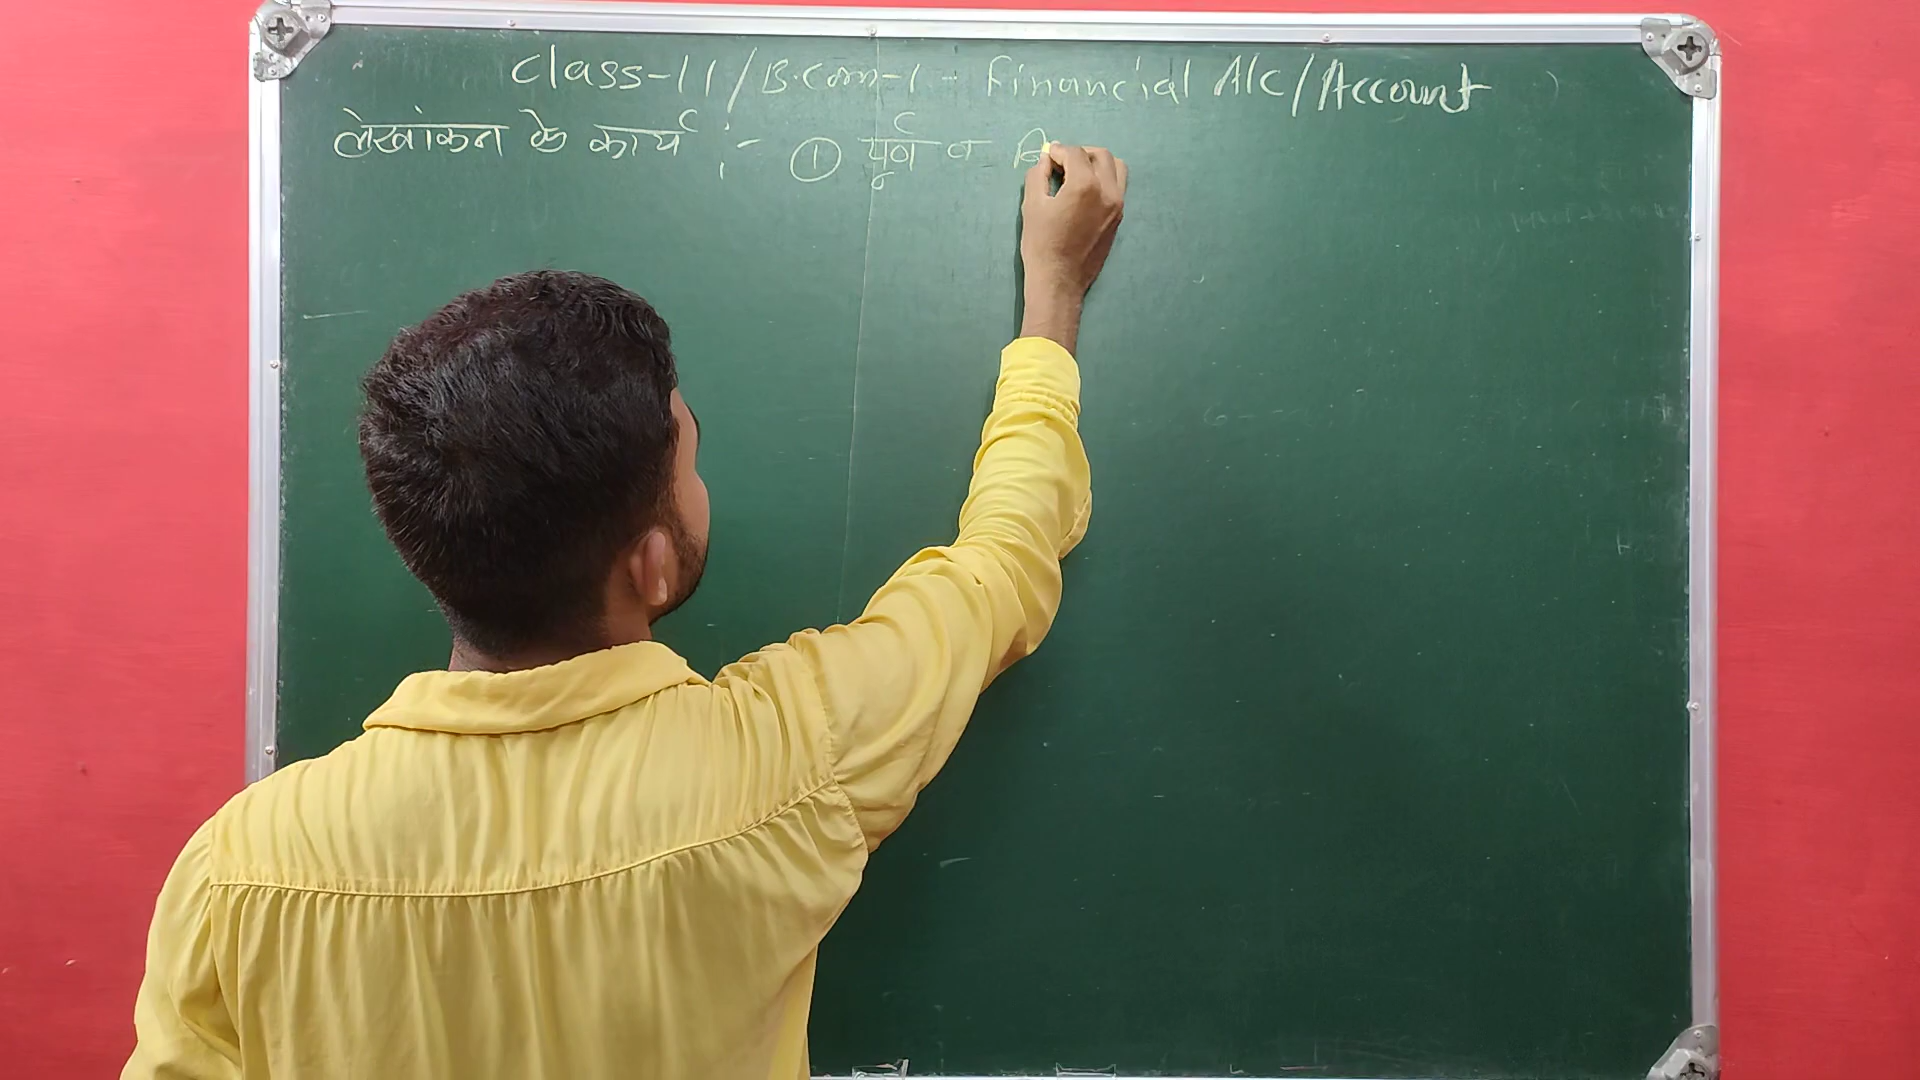 Class-11/B.Com-1 - Financial A/C/Account
लेखांकन के कार्य :- ① पूर्ण व